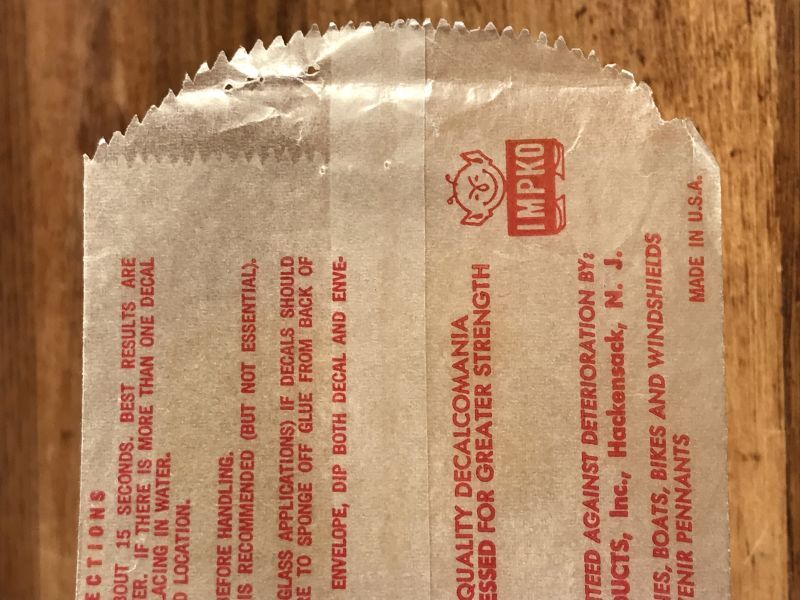 ECTIONS
BOUT 15 SECONDS. BEST RESULTS ARE
ER. IF THERE IS MORE THAN ONE DECAL
LACING IN WATER.
D LOCATION.
BEFORE HANDLING.
IS RECOMMENDED (BUT NOT ESSENTIAL).
GLASS APPLICATIONS) IF DECALS SHOULD
RE TO SPONGE OFF GLUE FROM BACK OF
ENVELOPE, DIP BOTH DECAL AND ENVE-
QUALITY DECALCOMANIA
ESSED FOR GREATER STRENGTH
IMPKO
TEED AGAINST DETERIORATION BY:
DUCTS, Inc., Hackensack, N. J.
IES, BOATS, BIKES AND WINDSHIELDS
ENIR PENNANTS
MADE IN U.S.A.